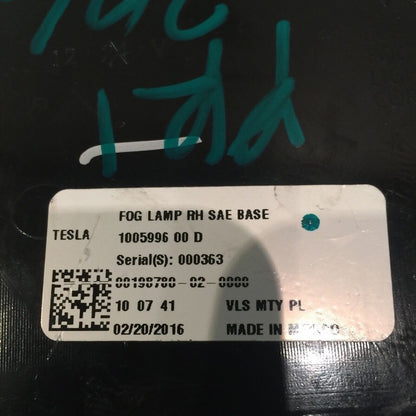 FOG LAMP RH SAE BASE
TESLA 1005996 00 D
Serial(S): 000363
00198780-02-0000
10 07 41 VLS MTY PL
02/20/2016 MADE IN MEXICO